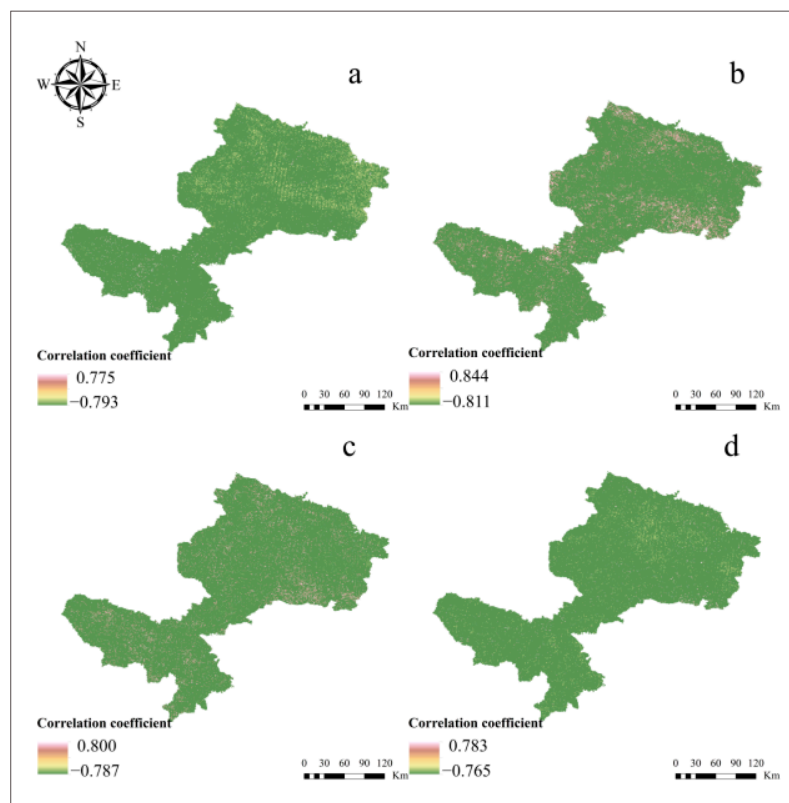 N
W E
S
a
b
Correlation coefficient
0.775
−0.793
0 30 60 90 120
Km
Correlation coefficient
0.844
−0.811
0 30 60 90 120
Km
c
d
Correlation coefficient
0.800
−0.787
0 30 60 90 120
Km
Correlation coefficient
0.783
−0.765
0 30 60 90 120
Km